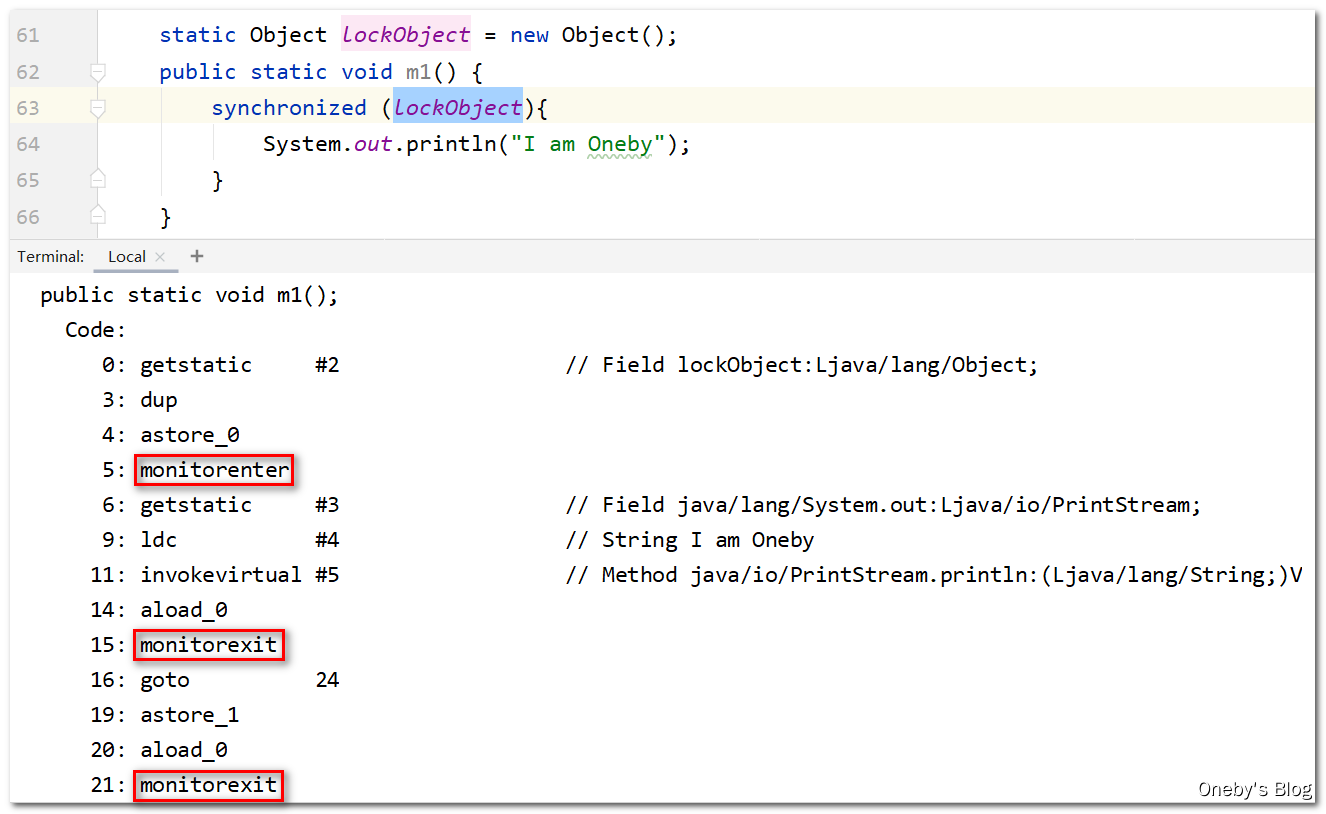 61 static Object lockObject = new Object();
62 public static void m1() {
63 synchronized (lockObject){
64 System.out.println("I am Oneby");
65 }
66 }
Terminal: Local × +
public static void m1();
Code:
0: getstatic #2 // Field lockObject:Ljava/lang/Object;
3: dup
4: astore_0
5: monitorenter
6: getstatic #3 // Field java/lang/System.out:Ljava/io/PrintStream;
9: ldc #4 // String I am Oneby
11: invokevirtual #5 // Method java/io/PrintStream.println:(Ljava/lang/String;)V
14: aload_0
15: monitorexit
16: goto 24
19: astore_1
20: aload_0
21: monitorexit
Oneby's Blog